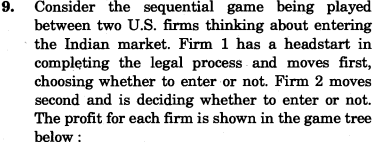 9. Consider the sequential game being played
between two U.S. firms thinking about entering
the Indian market. Firm 1 has a headstart in
completing the legal process and moves first,
choosing whether to enter or not. Firm 2 moves
second and is deciding whether to enter or not.
The profit for each firm is shown in the game tree
below :